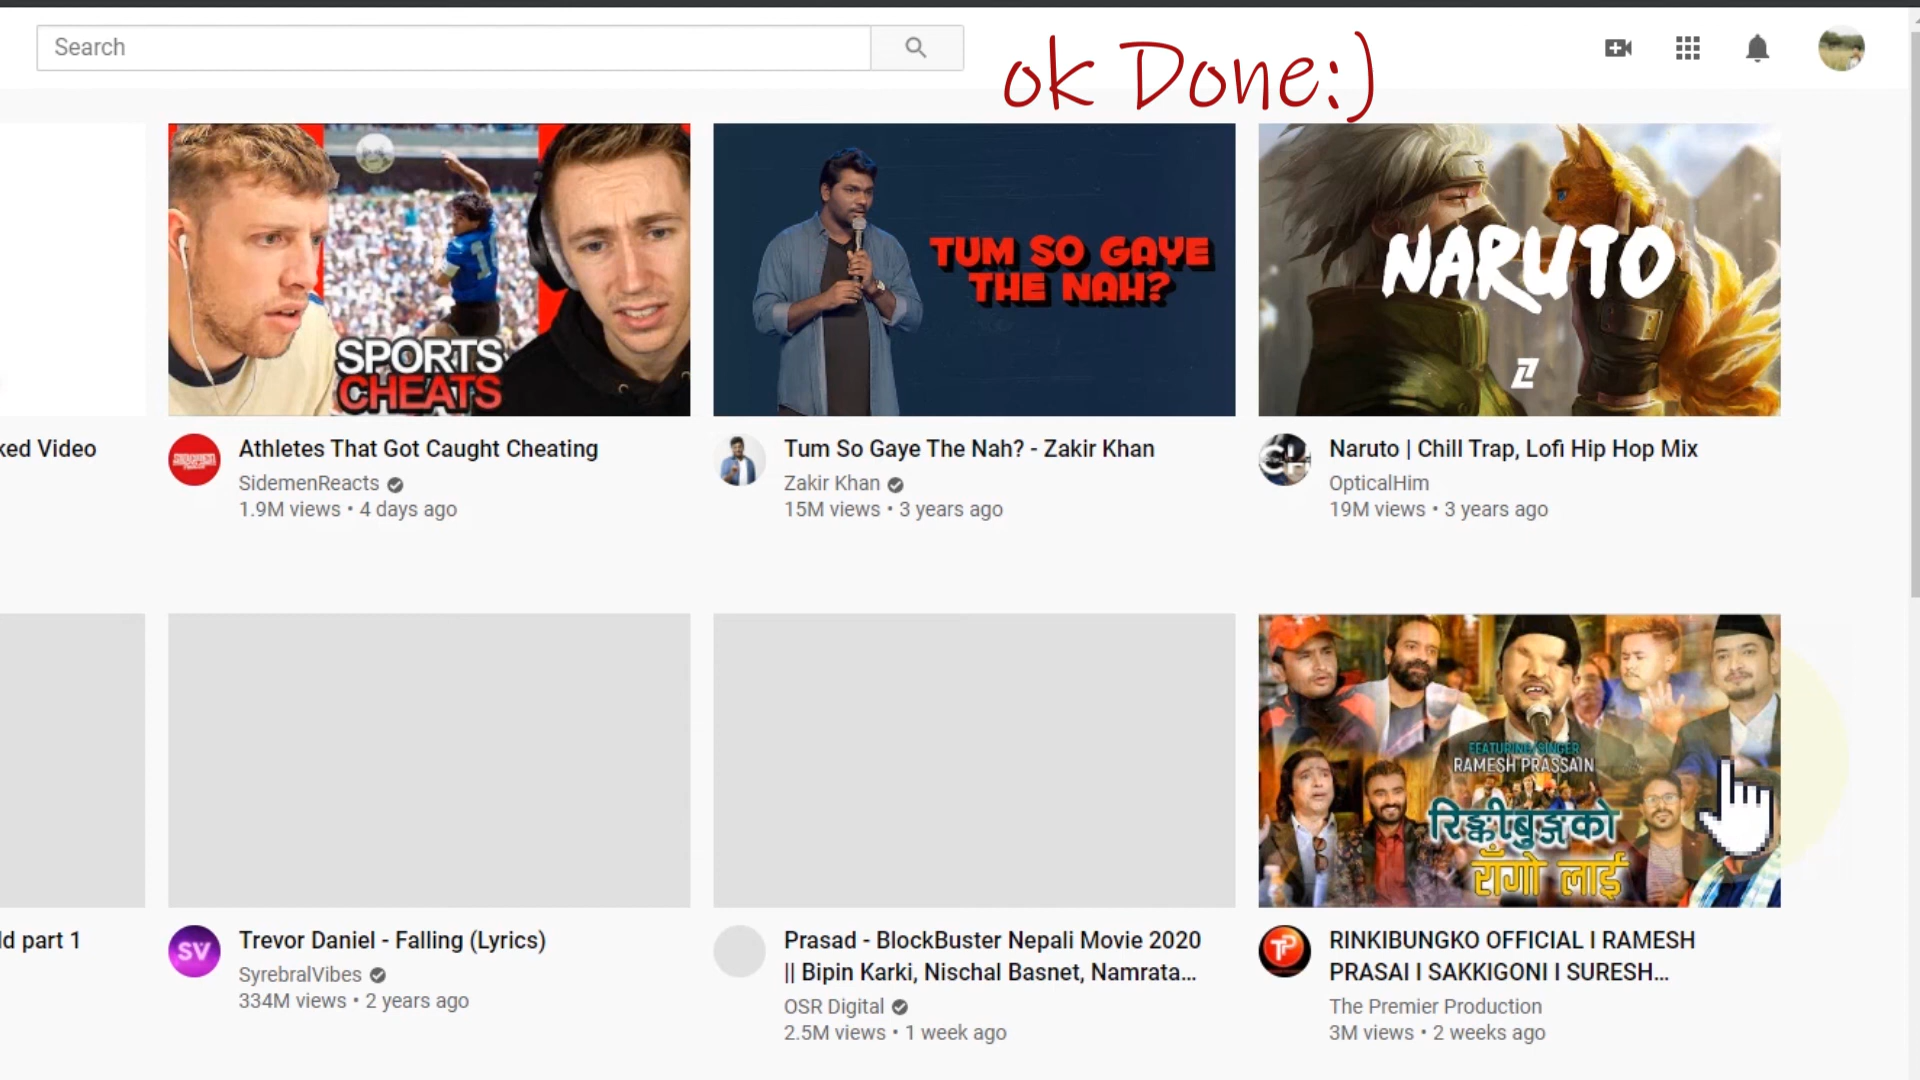 Search
ok Done:)
SPORTS
CHEATS
TUM SO GAYE
THE NAH?
NARUTO
Z
ked Video
Athletes That Got Caught Cheating
SidemenReacts
1.9M views • 4 days ago
Tum So Gaye The Nah? - Zakir Khan
Zakir Khan
15M views • 3 years ago
Naruto | Chill Trap, Lofi Hip Hop Mix
OpticalHim
19M views • 3 years ago
FEATURING SINGER
RAMESH PRASSAIN
रिङ्कीबुङ्गको
राँगो लाई
ld part 1
SV
Trevor Daniel - Falling (Lyrics)
SyrebralVibes
334M views • 2 years ago
Prasad - BlockBuster Nepali Movie 2020
|| Bipin Karki, Nischal Basnet, Namrata...
OSR Digital
2.5M views • 1 week ago
TP
RINKIBUNGKO OFFICIAL I RAMESH
PRASAI I SAKKIGONI I SURESH...
The Premier Production
3M views • 2 weeks ago